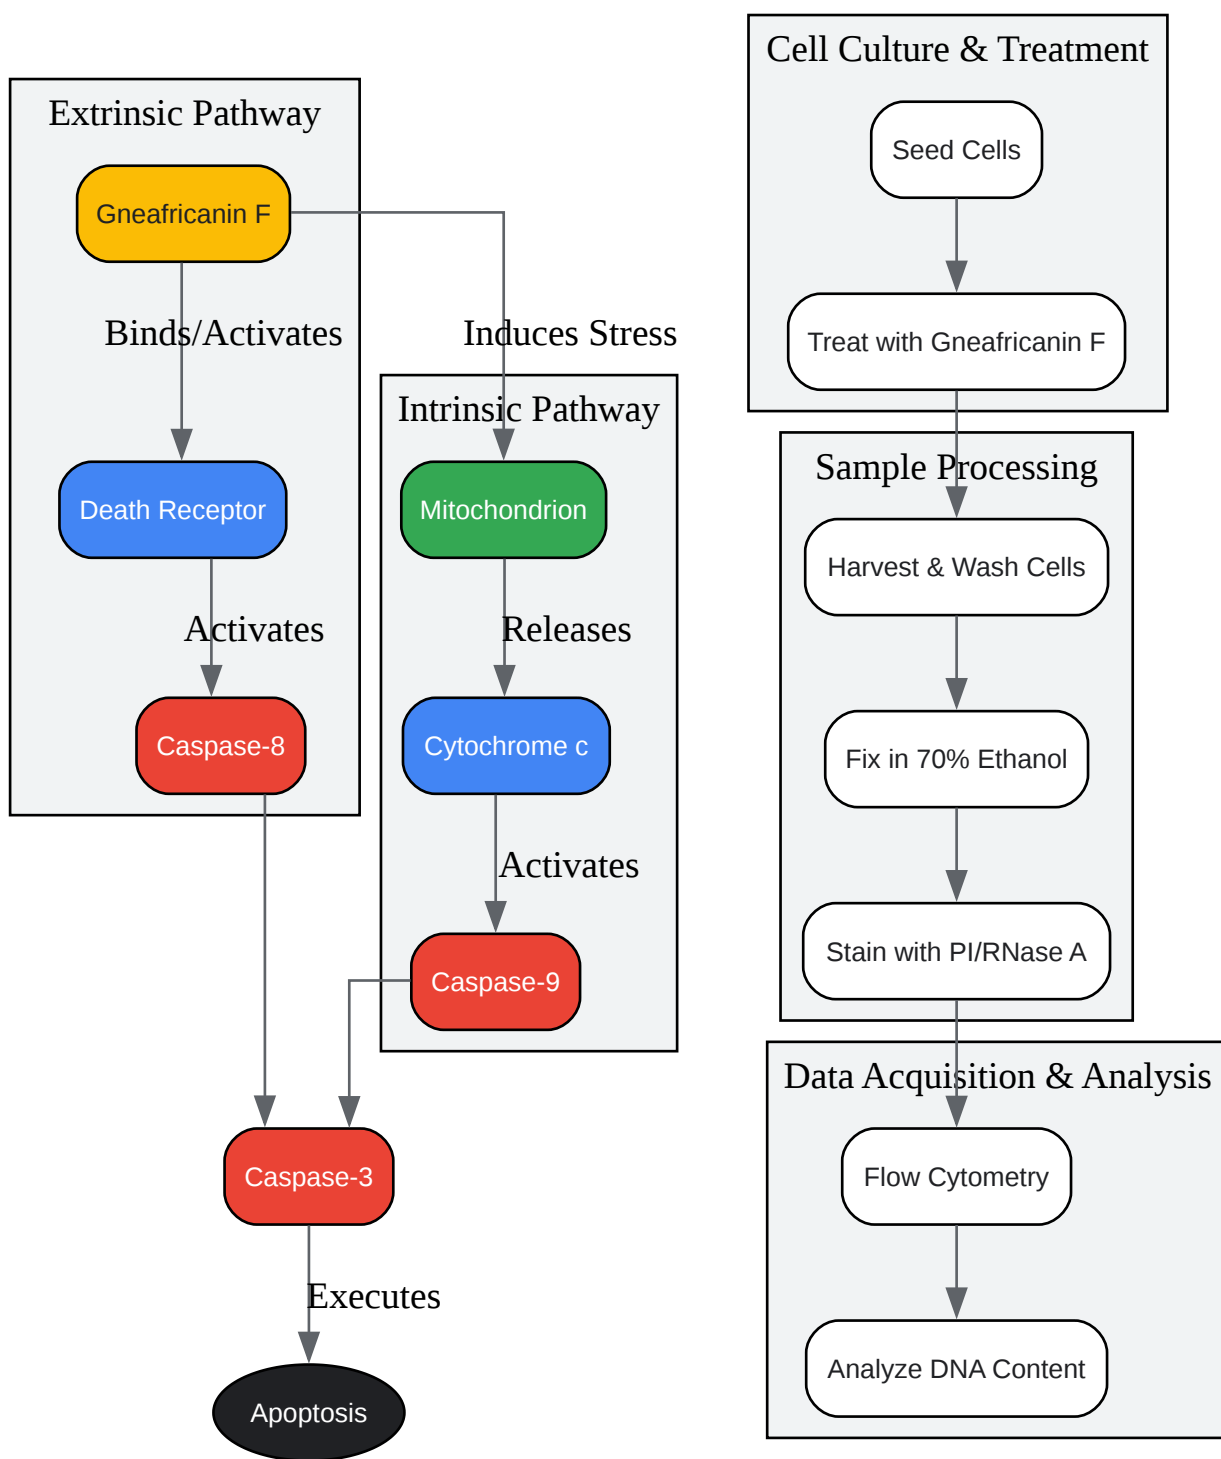 Extrinsic Pathway
Gneafricanin F
Binds/Activates
Induces Stress
Death Receptor
Activates
Caspase-8
Intrinsic Pathway
Mitochondrion
Releases
Cytochrome c
Activates
Caspase-9
Caspase-3
Executes
Apoptosis
Cell Culture & Treatment
Seed Cells
Treat with Gneafricanin F
Sample Processing
Harvest & Wash Cells
Fix in 70% Ethanol
Stain with PI/RNase A
Data Acquisition & Analysis
Flow Cytometry
Analyze DNA Content